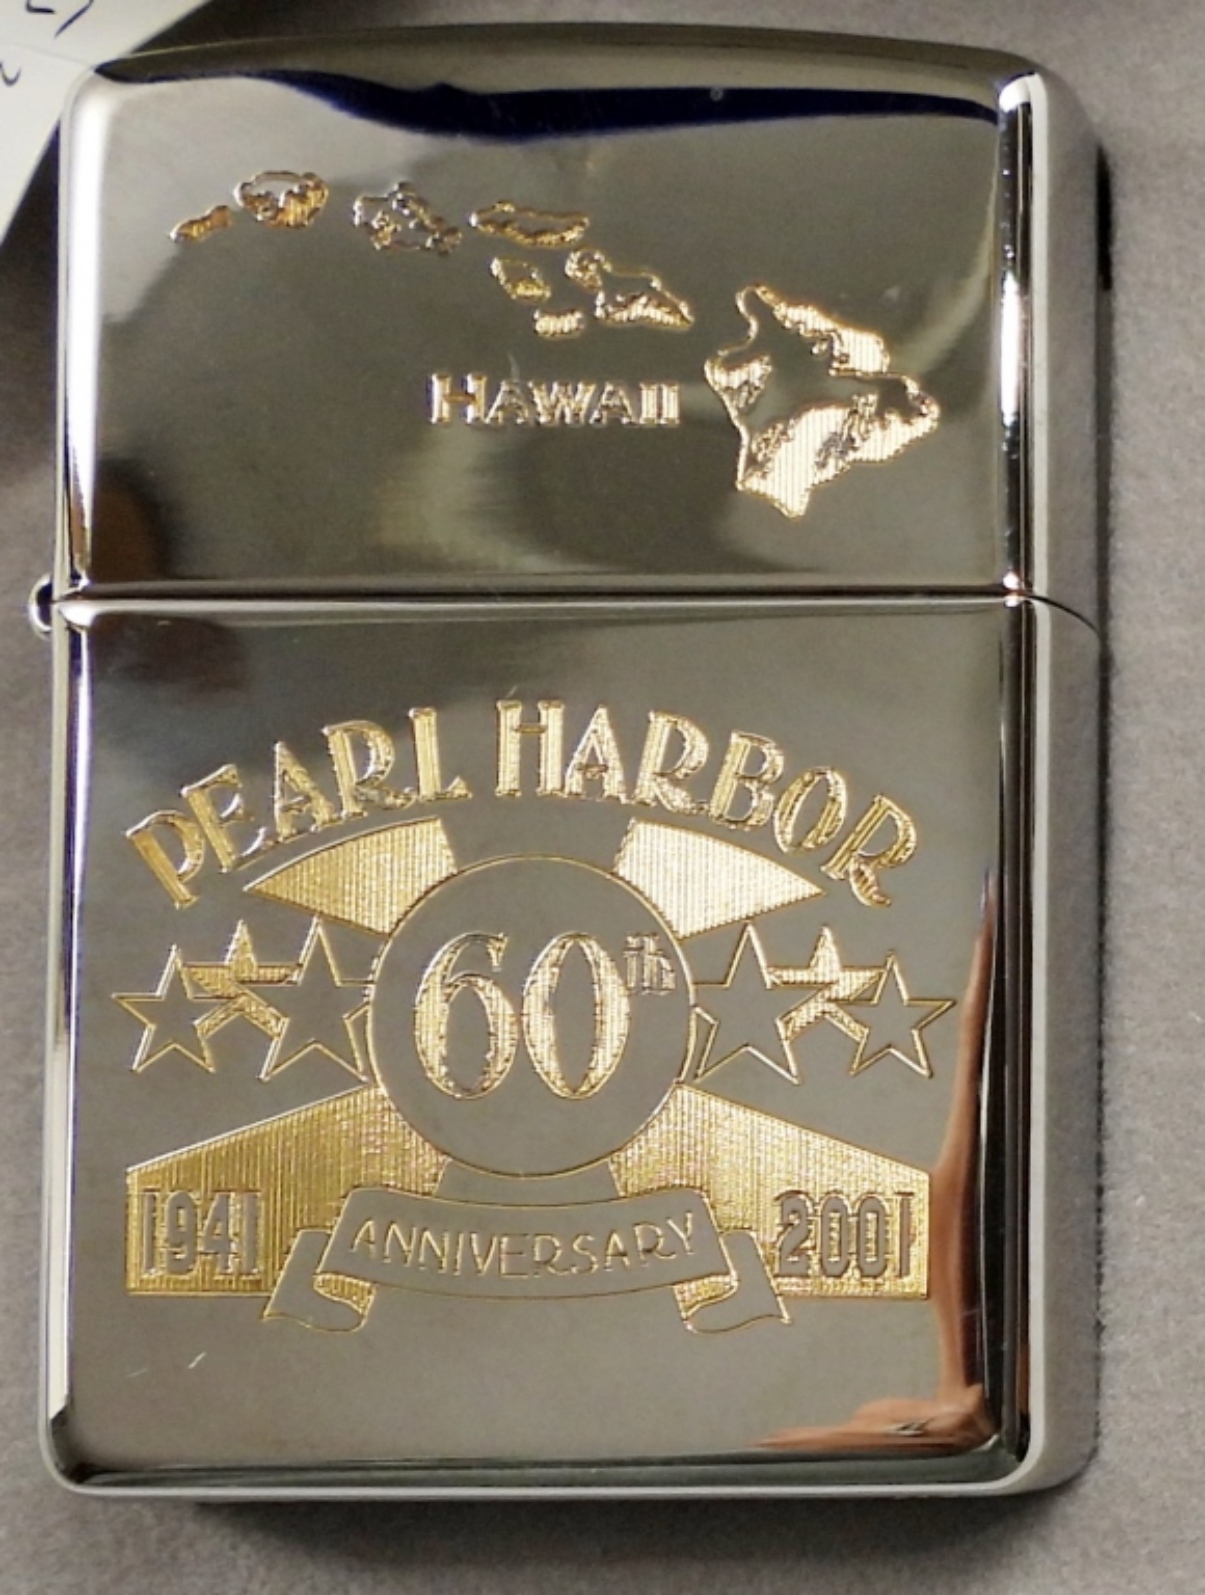 HAWAII
PEARL HARBOR
60th
1941 2001
ANNIVERSARY